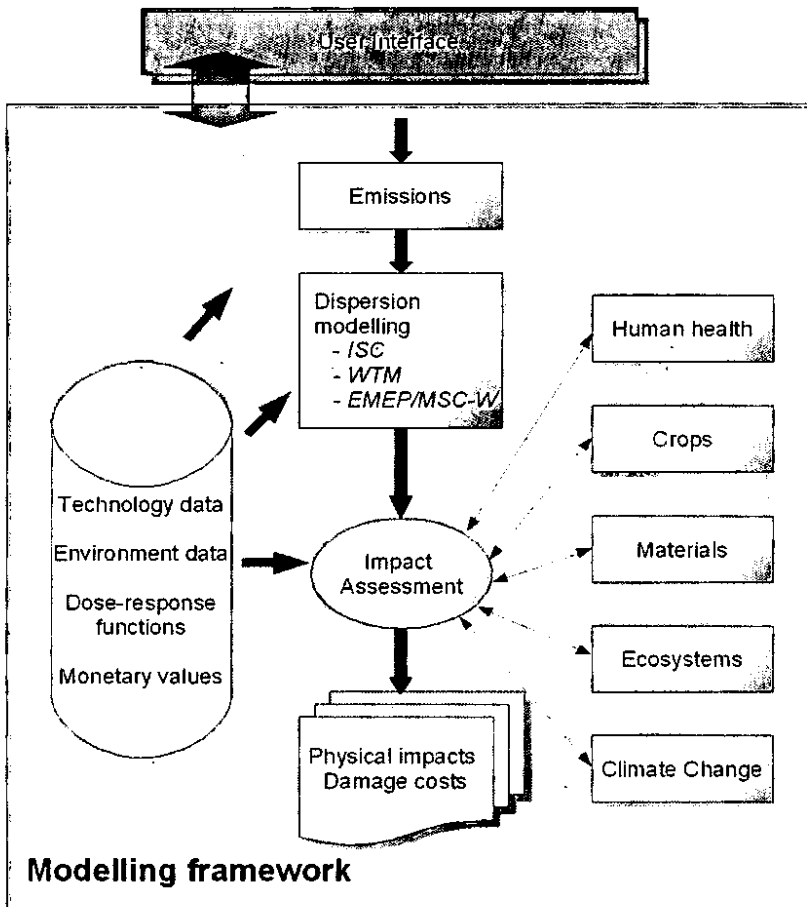 User Interface
Emissions
Dispersion
modelling
- ISC
- WTM
- EMEP/MSC-W
Human health
Crops
Technology data
Environment data
Dose-response
functions
Monetary values
Impact
Assessment
Materials
Ecosystems
Climate Change
Physical impacts
Damage costs
Modelling framework